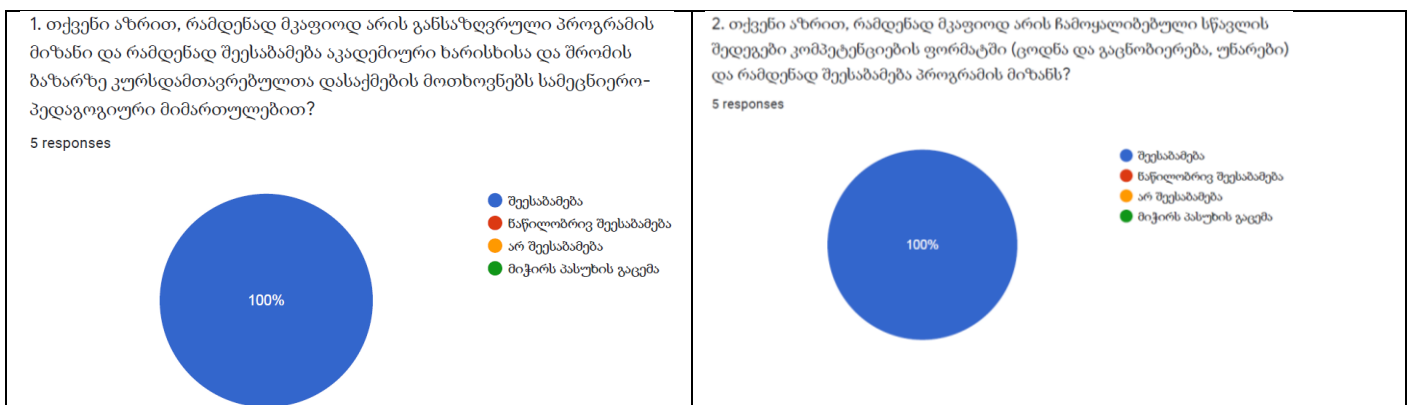 1. თქვენი აზრით, რამდენად მკაფიოდ არის განსაზღვრული პროგრამის
მიზანი და რამდენად შეესაბამება აკადემიური ხარისხისა და შრომის
ბაზარზე კურსდამთავრებულთა დასაქმების მოთხოვნებს სამეცნიერო-
პედაგოგიური მიმართულებით?
5 responses
100%
შეესაბამება
ნაწილობრივ შეესაბამება
არ შეესაბამება
მიჭირს პასუხის გაცემა
2. თქვენი აზრით, რამდენად მკაფიოდ არის ჩამოყალიბებული სწავლის
შედეგები კომპეტენციების ფორმატში (ცოდნა და გაცნობიერება, უნარები)
და რამდენად შეესაბამება პროგრამის მიზანს?
5 responses
100%
შეესაბამება
ნაწილობრივ შეესაბამება
არ შეესაბამება
მიჭირს პასუხის გაცემა